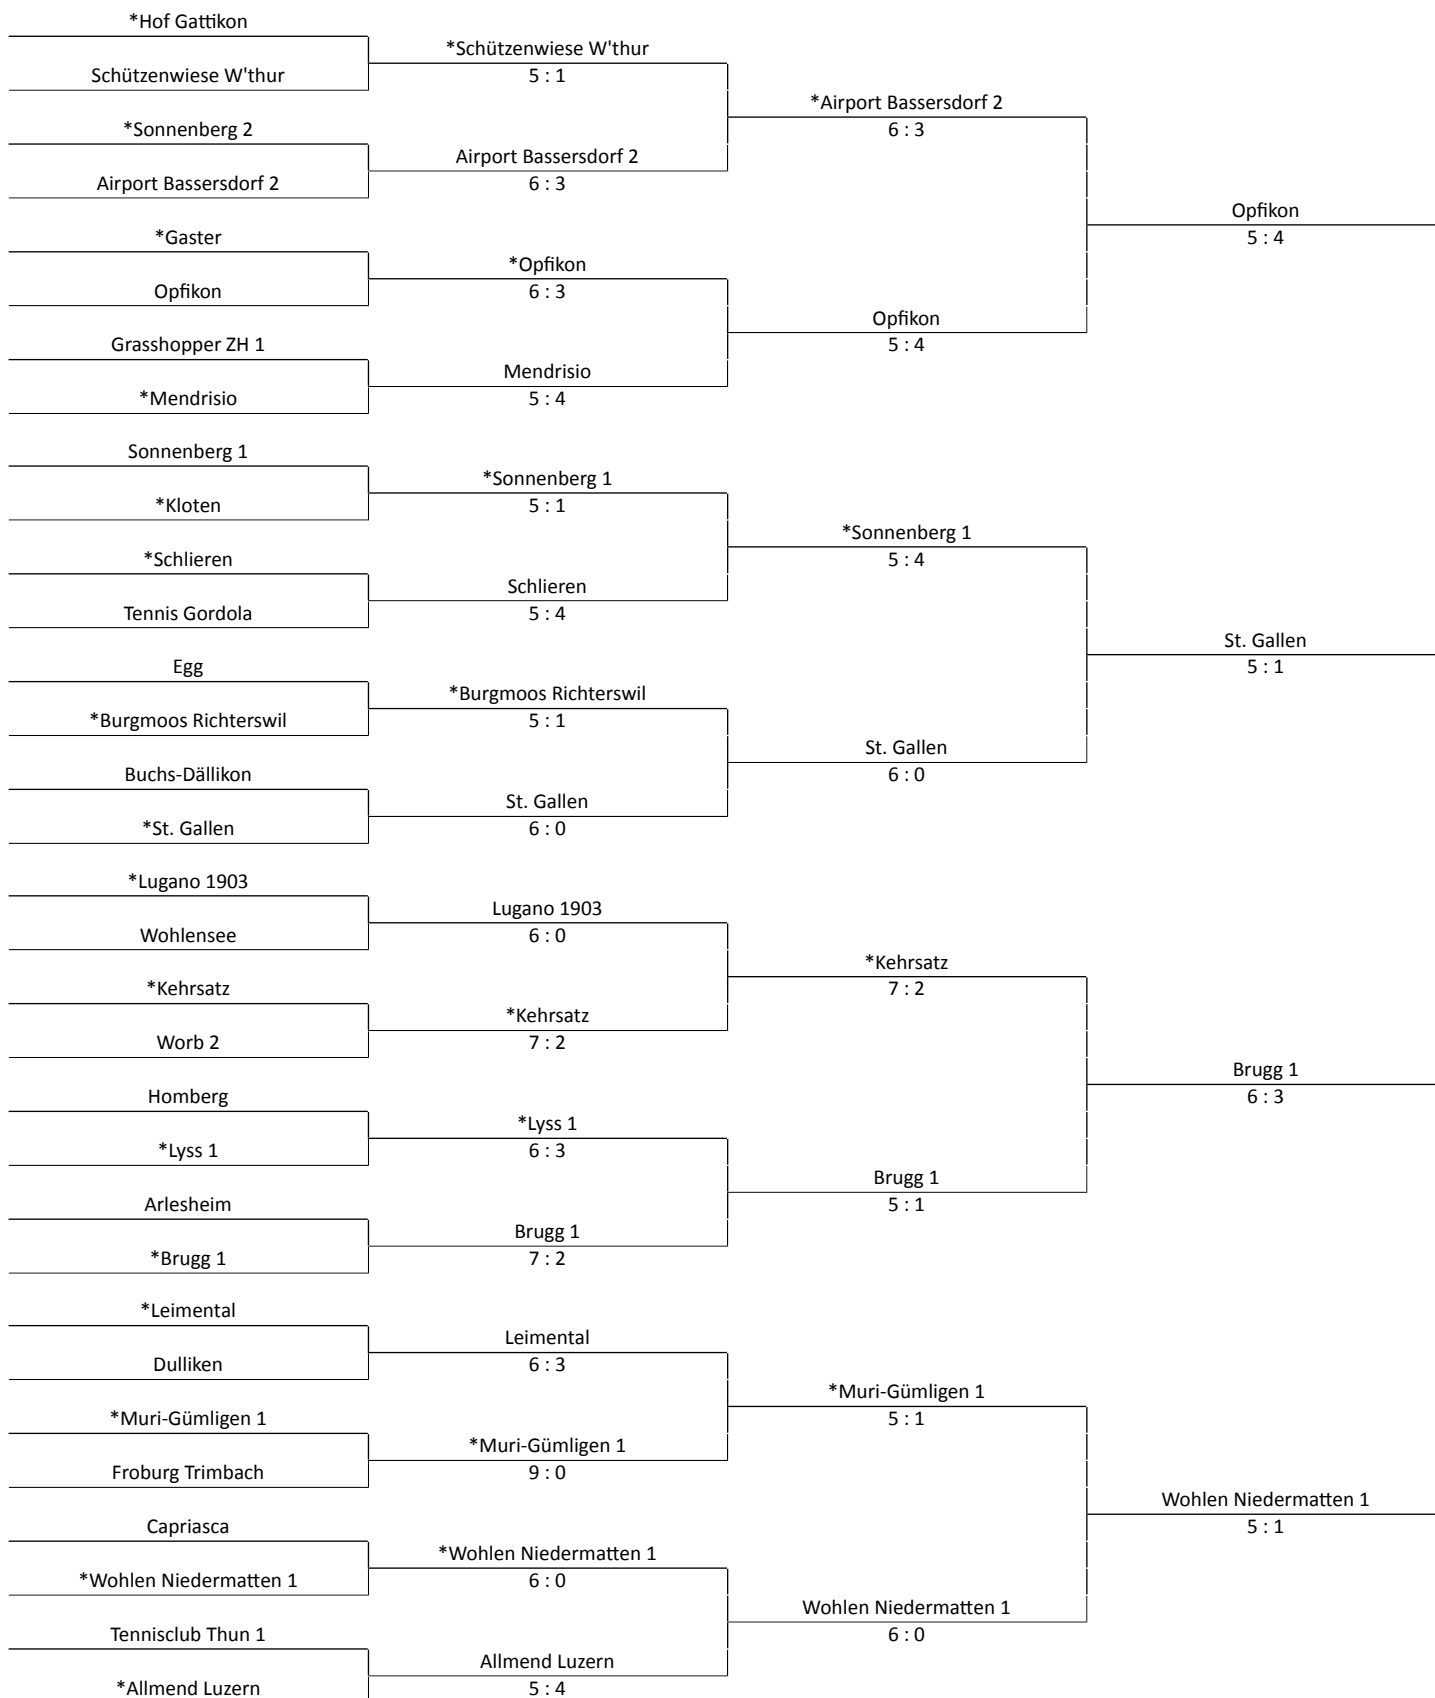 *Hof Gattikon
*Schützenwiese W'thur
Schützenwiese W'thur
5 : 1
*Airport Bassersdorf 2
*Sonnenberg 2
6 : 3
Airport Bassersdorf 2
Airport Bassersdorf 2
6 : 3
Opfikon
*Gaster
5 : 4
*Opfikon
Opfikon
6 : 3
Opfikon
Grasshopper ZH 1
5 : 4
Mendrisio
*Mendrisio
5 : 4
Sonnenberg 1
*Sonnenberg 1
*Kloten
5 : 1
*Sonnenberg 1
*Schlieren
5 : 4
Schlieren
Tennis Gordola
5 : 4
St. Gallen
Egg
5 : 1
*Burgmoos Richterswil
*Burgmoos Richterswil
5 : 1
St. Gallen
Buchs-Dällikon
6 : 0
St. Gallen
*St. Gallen
6 : 0
*Lugano 1903
Lugano 1903
Wohlensee
6 : 0
*Kehrsatz
*Kehrsatz
7 : 2
*Kehrsatz
Worb 2
7 : 2
Brugg 1
Homberg
6 : 3
*Lyss 1
*Lyss 1
6 : 3
Brugg 1
Arlesheim
5 : 1
Brugg 1
*Brugg 1
7 : 2
*Leimental
Leimental
Dulliken
6 : 3
*Muri-Gümligen 1
*Muri-Gümligen 1
5 : 1
*Muri-Gümligen 1
Froburg Trimbach
9 : 0
Wohlen Niedermatten 1
Capriasca
5 : 1
*Wohlen Niedermatten 1
*Wohlen Niedermatten 1
6 : 0
Wohlen Niedermatten 1
Tennisclub Thun 1
6 : 0
Allmend Luzern
*Allmend Luzern
5 : 4